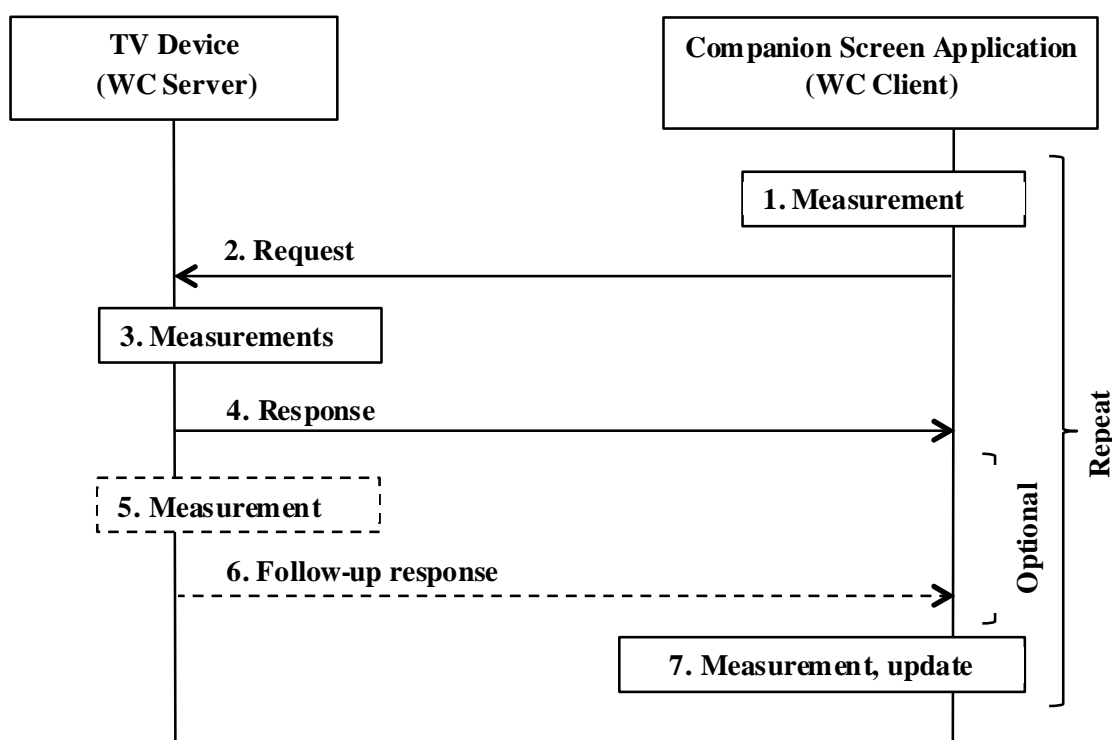 TV Device
(WC Server)
Companion Screen Application
(WC Client)
1. Measurement
2. Request
3. Measurements
4. Response
5. Measurement
6. Follow-up response
7. Measurement, update
Optional
Repeat